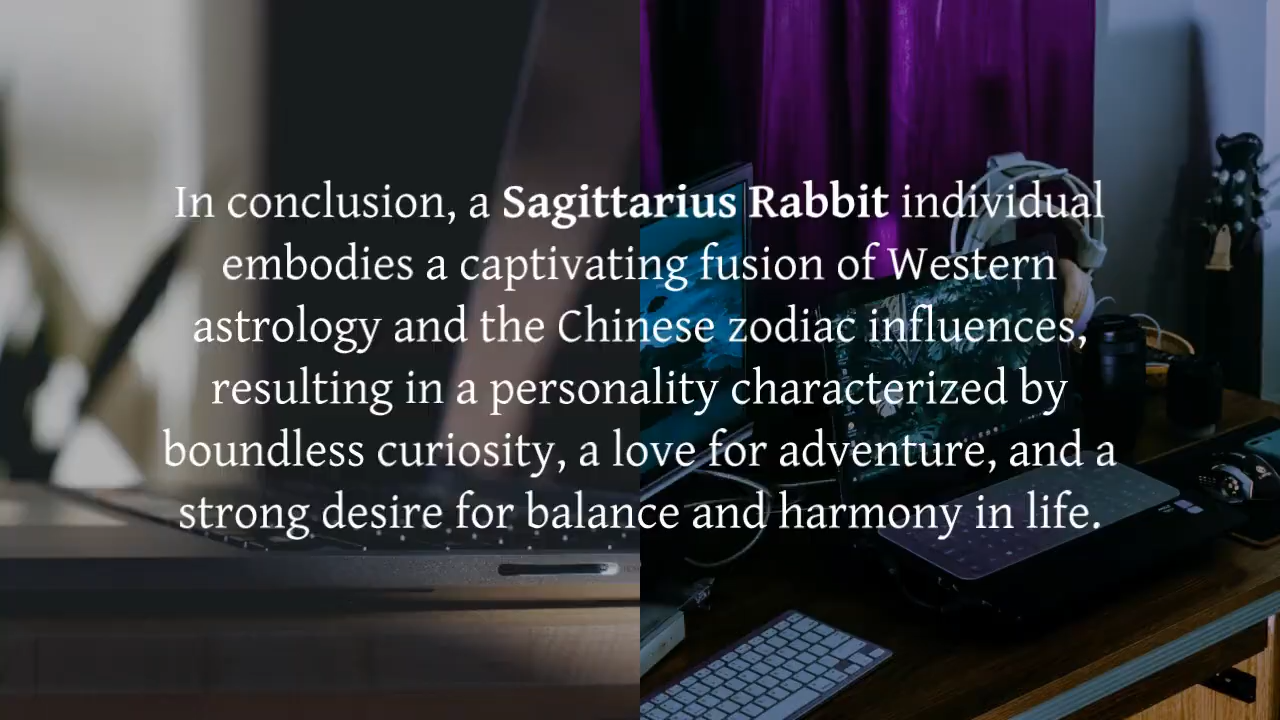 In conclusion, a Sagittarius Rabbit individual
embodies a captivating fusion of Western
astrology and the Chinese zodiac influences,
resulting in a personality characterized by
boundless curiosity, a love for adventure, and a
strong desire for balance and harmony in life.